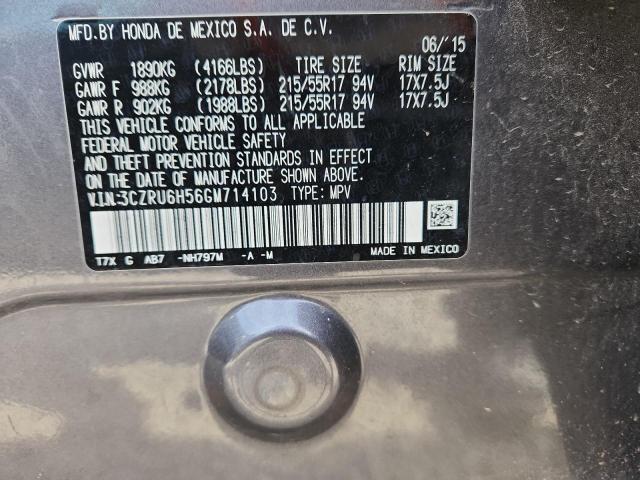 MFD.BY HONDA DE MEXICO S.A. DE C.V.
06/'15
GVWR 1890KG (4166LBS) TIRE SIZE RIM SIZE
GAWR F 988KG (2178LBS) 215/55R17 94V 17X7.5J
GAWR R 902KG (1988LBS) 215/55R17 94V 17X7.5J
THIS VEHICLE CONFORMS TO ALL APPLICABLE
FEDERAL MOTOR VEHICLE SAFETY
AND THEFT PREVENTION STANDARDS IN EFFECT
ON THE DATE OF MANUFACTURE SHOWN ABOVE.
V.I.N.:3CZRU6H56GM714103 TYPE: MPV
T7X G AB7 -NH797M -A -M MADE IN MEXICO